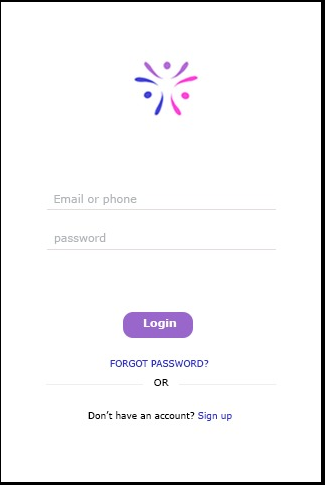 Email or phone
password
Login
FORGOT PASSWORD?
OR
Don’t have an account? Sign up